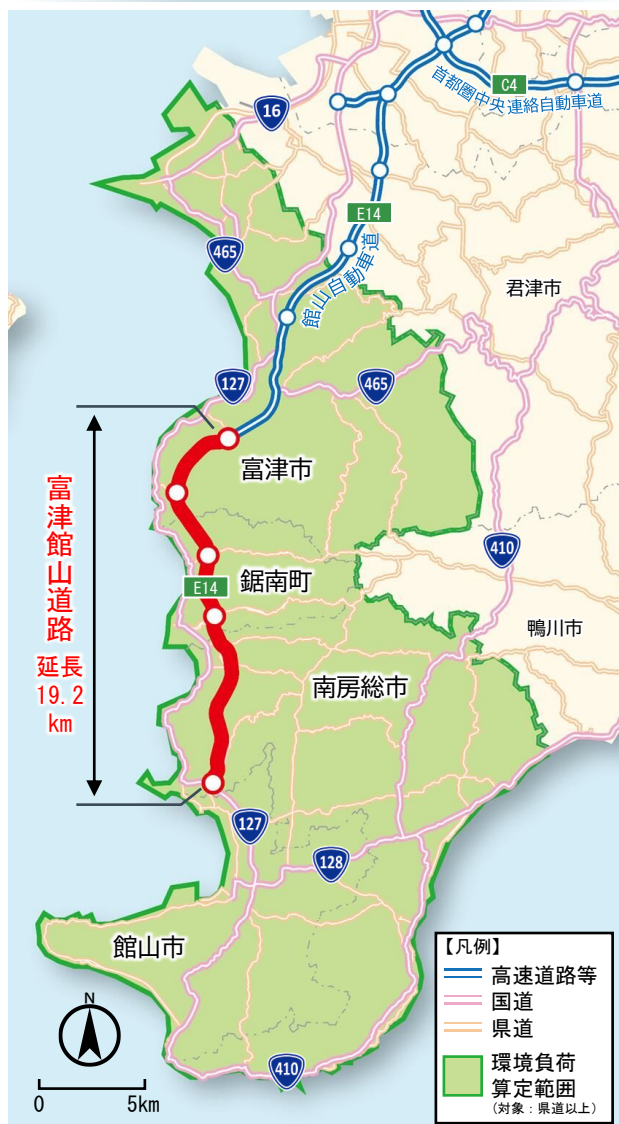 C4
首都圏中央連絡自動車道
16
E14
465
館山自動車道
君津市
127
465
富津市
富津館山道路
延長
19.2
km
410
鋸南町
E14
鴨川市
南房総市
127
128
館山市
【凡例】
高速道路等
国道
県道
環境負荷
算定範囲
(対象：県道以上)
N
0 5km
410